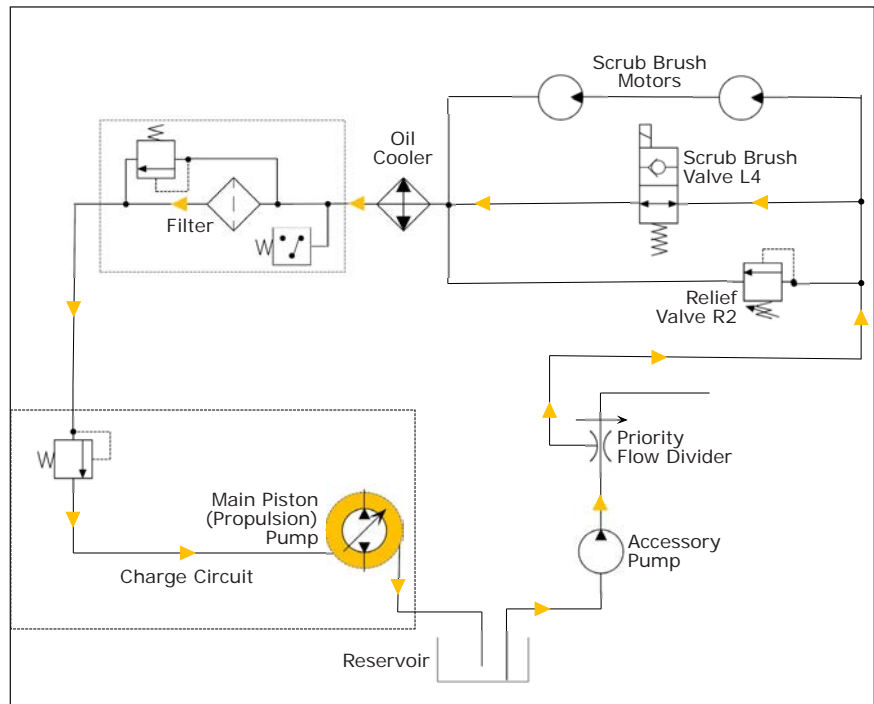 Scrub Brush
Motors
Oil
Cooler
Scrub Brush
Valve L4
Filter
Relief
Valve R2
Priority
Flow Divider
Main Piston
(Propulsion)
Pump
Accessory
Pump
Charge Circuit
Reservoir